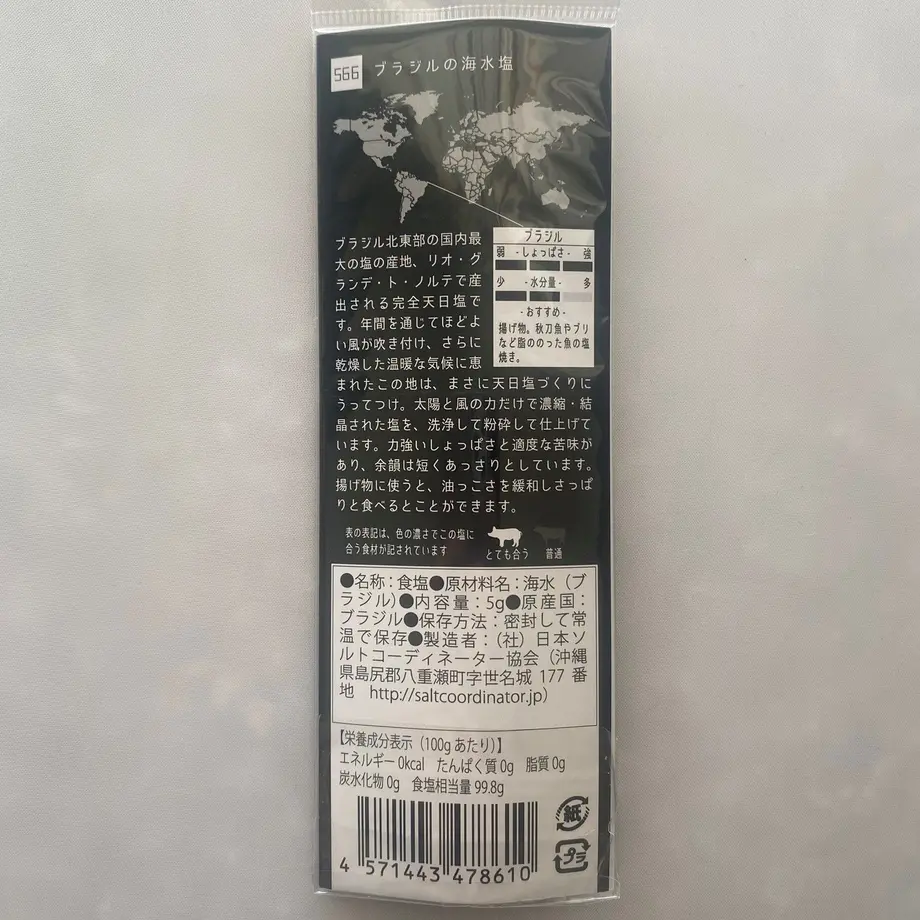 566 ブラジルの海水塩
ブラジル北東部の国内最
大の塩の産地、リオ・グ
ランデ・ト・ノルテで産
出される完全天日塩で
す。年間を通じてほどよ
い風が吹き付け、さらに
乾燥した温暖な気候に恵
まれたこの地は、まさに天日塩づくりに
うってつけ。太陽と風の力だけで濃縮・結
晶された塩を、洗浄して粉砕して仕上げて
います。力強いしょっぱさと適度な苦味が
あり、余韻は短くあっさりとしています。
揚げ物に使うと、油っこさを緩和しさっぱ
りと食べるとことができます。
ブラジル
弱 -しょっぱさ- 強
少 -水分量- 多
-おすすめ-
揚げ物。秋刀魚やブリ
など脂ののった魚の塩
焼き。
表の表記は、色の濃さでこの塩に
合う食材が記されています
とても合う 普通
●名称：食塩●原材料名：海水（ブ
ラジル）●内容量：5g●原産国：
ブラジル●保存方法：密封して常
温で保存●製造者：（社）日本ソ
ルトコーディネーター協会（沖縄
県島尻郡八重瀬町字世名城 177 番
地 http://saltcoordinator.jp）
【栄養成分表示（100g あたり）】
エネルギー 0kcal たんぱく質 0g 脂質 0g
炭水化物 0g 食塩相当量 99.8g
4 571443 478610
紙
プラ